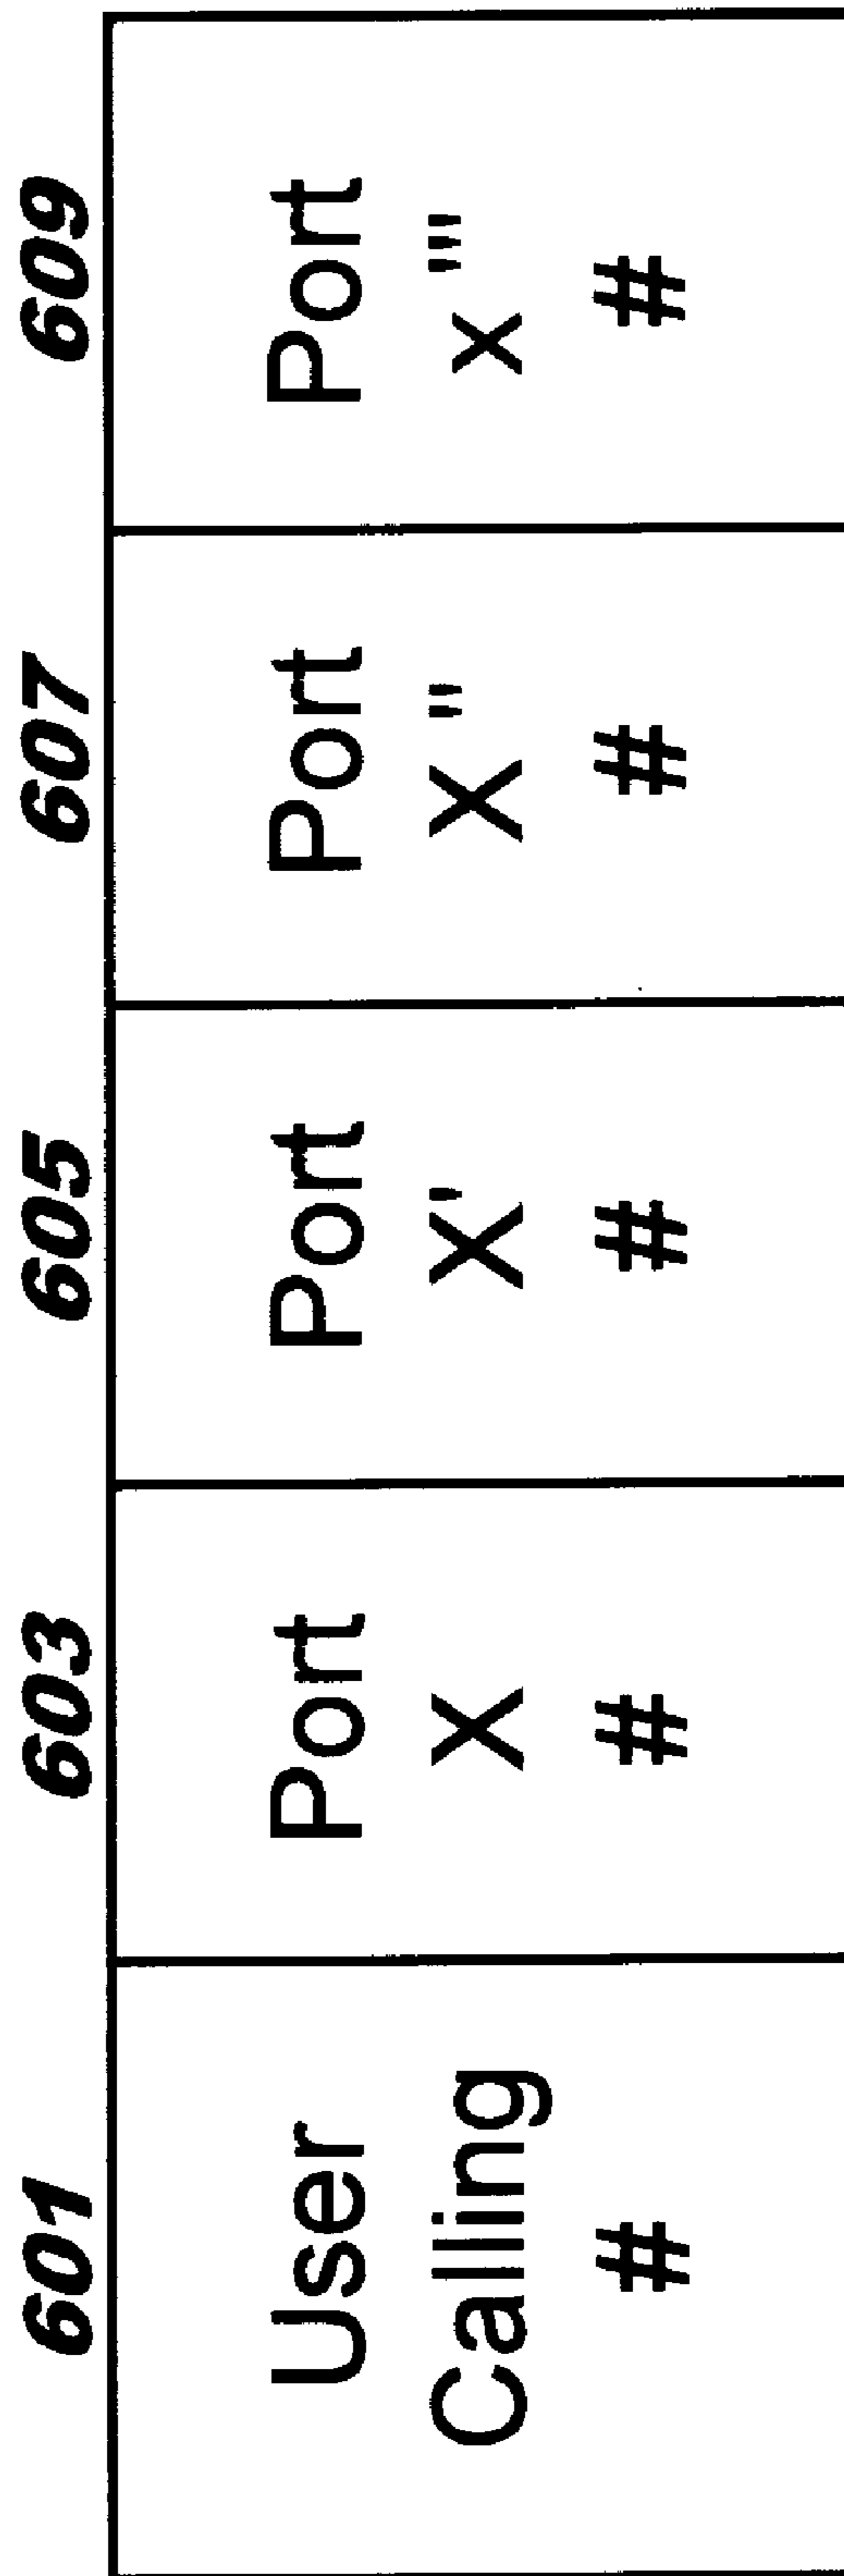 601 603 605 607 609
User Port Port Port Port
Calling X X' X " x "'
# # # # #